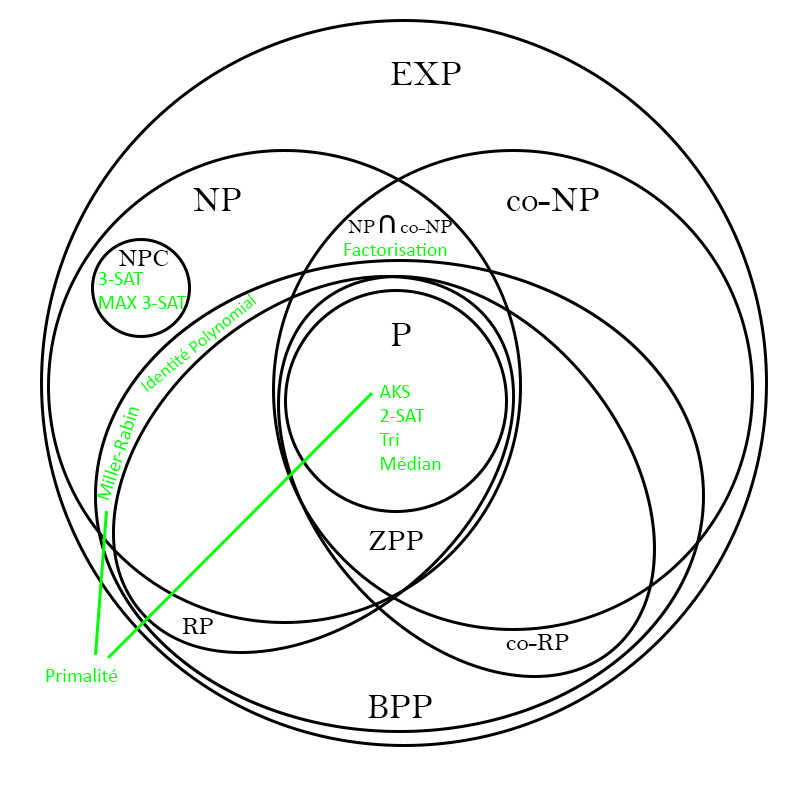 EXP
NP
co-NP
NP∩co-NP
Factorisation
NPC
3-SAT
MAX 3-SAT
Identité Polynomial
Miller-Rabin
P
AKS
2-SAT
Tri
Médian
ZPP
RP
co-RP
Primalité
BPP